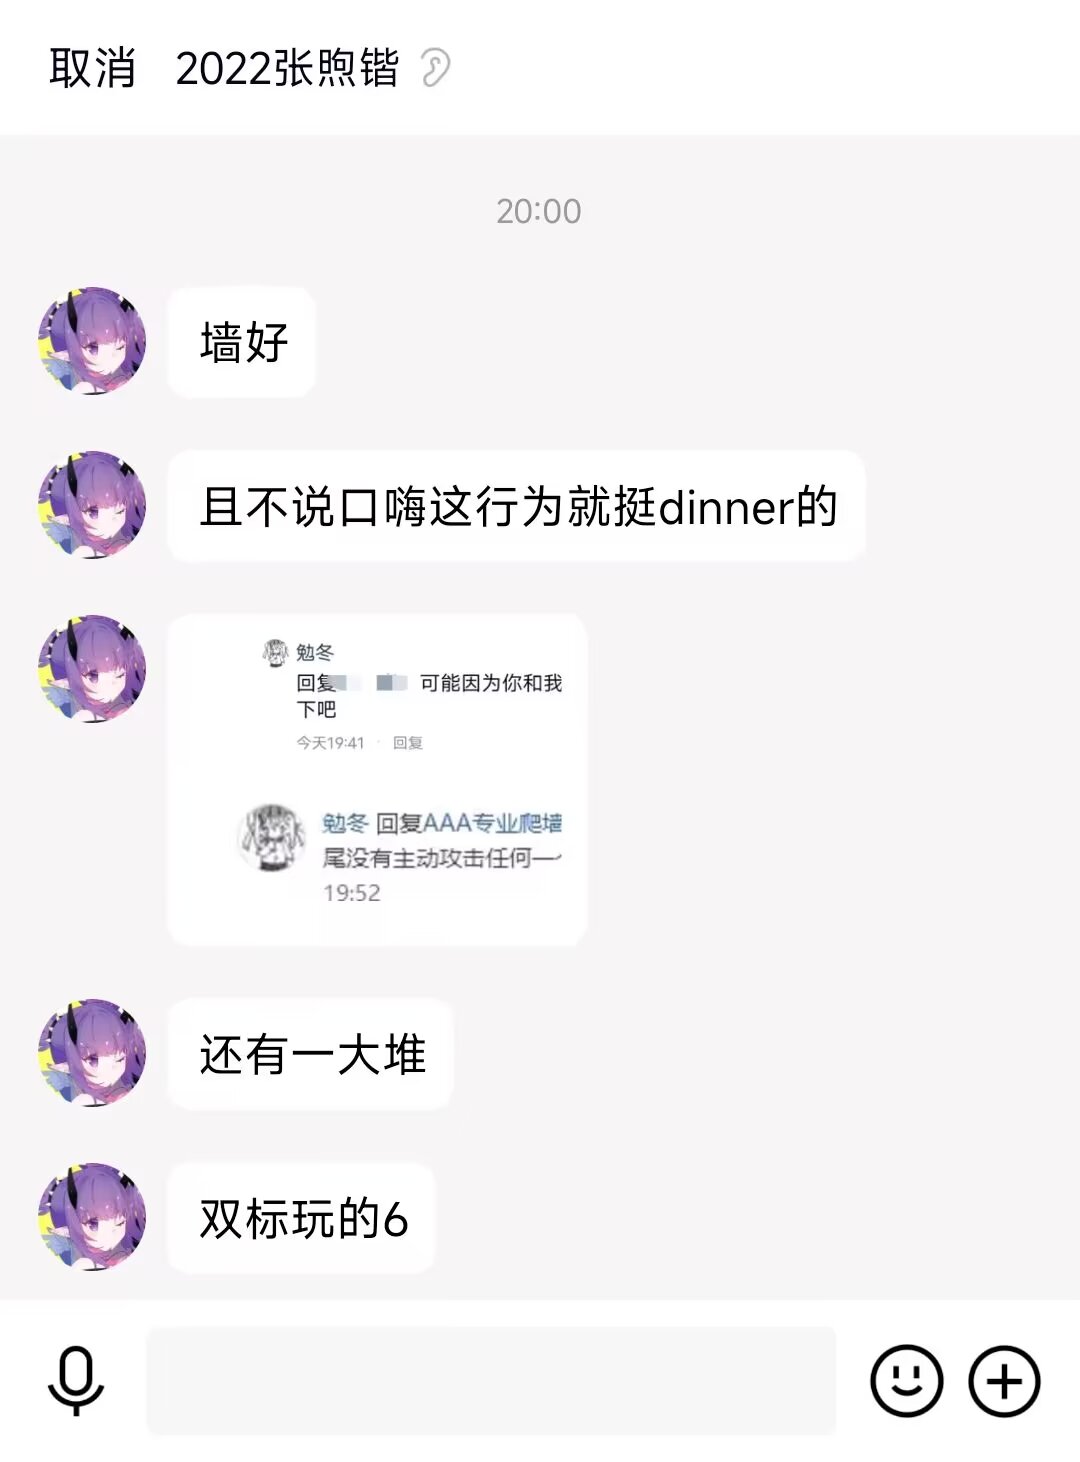 取消 2022张煦锴
20:00
墙好
且不说口嗨这行为就挺dinner的
勉冬
回复 可能因为你和我
下吧
今天19:41 · 回复
勉冬 回复AAA专业爬墙
尾没有主动攻击任何一
19:52
还有一大堆
双标玩的6